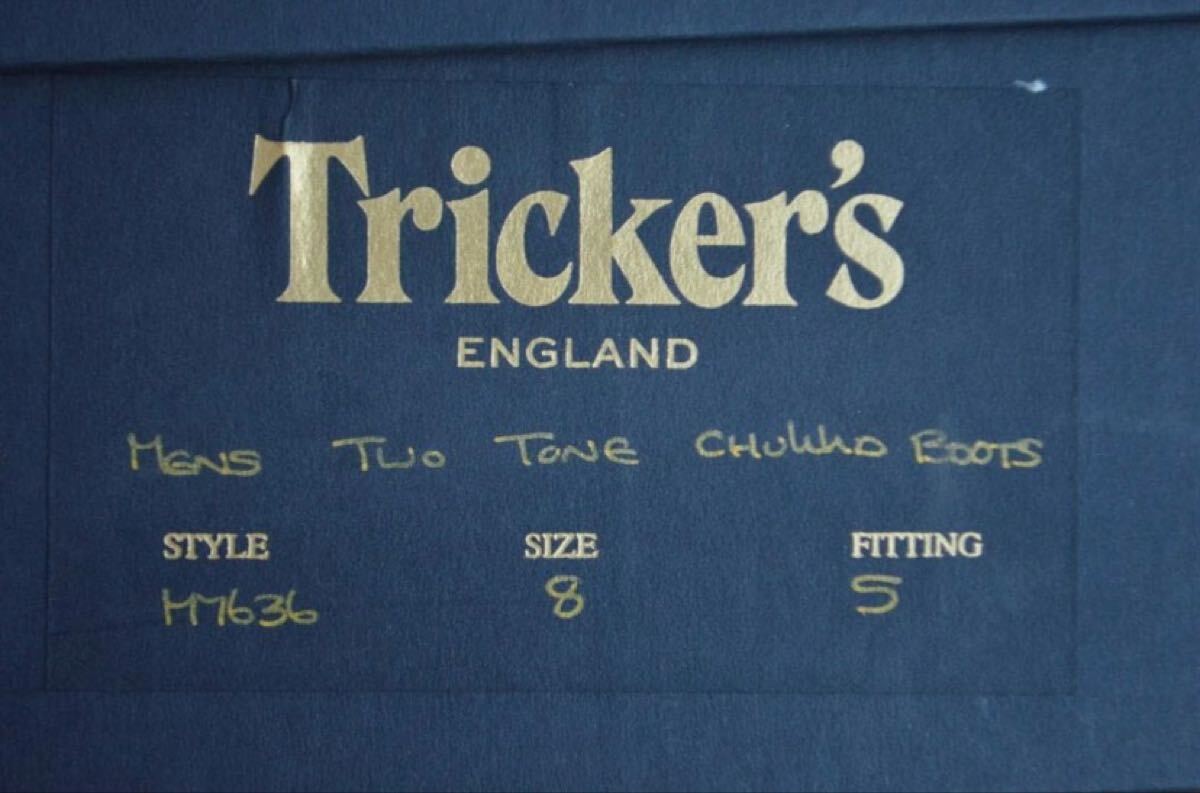 Tricker's
ENGLAND
MENS TWO TONE CHUKKA BOOTS
STYLE SIZE FITTING
M7636 8 5